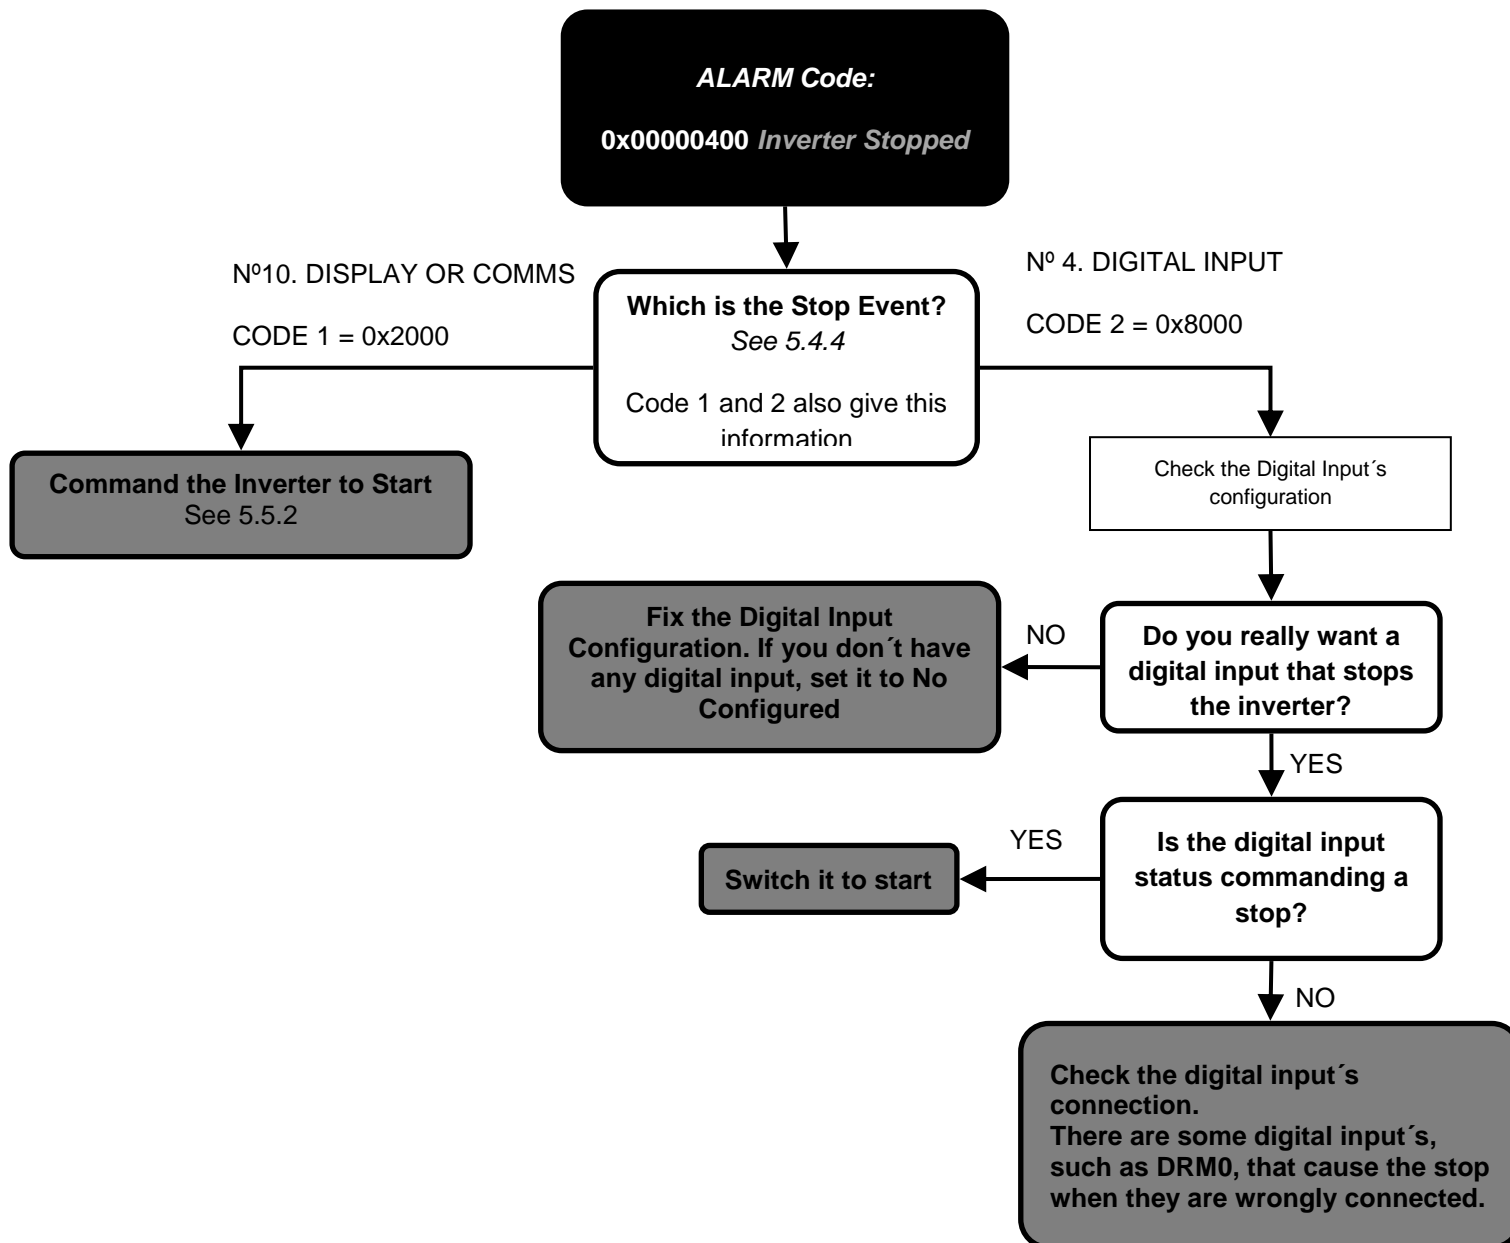 ALARM Code:
0x00000400 Inverter Stopped
Nº10. DISPLAY OR COMMS
CODE 1 = 0x2000
Which is the Stop Event?
See 5.4.4
Code 1 and 2 also give this
information
Nº 4. DIGITAL INPUT
CODE 2 = 0x8000
Command the Inverter to Start
See 5.5.2
Check the Digital Input´s
configuration
Fix the Digital Input
Configuration. If you don´t have
any digital input, set it to No
Configured
NO
Do you really want a
digital input that stops
the inverter?
YES
Switch it to start
YES
Is the digital input
status commanding a
stop?
NO
Check the digital input´s
connection.
There are some digital input´s,
such as DRM0, that cause the stop
when they are wrongly connected.